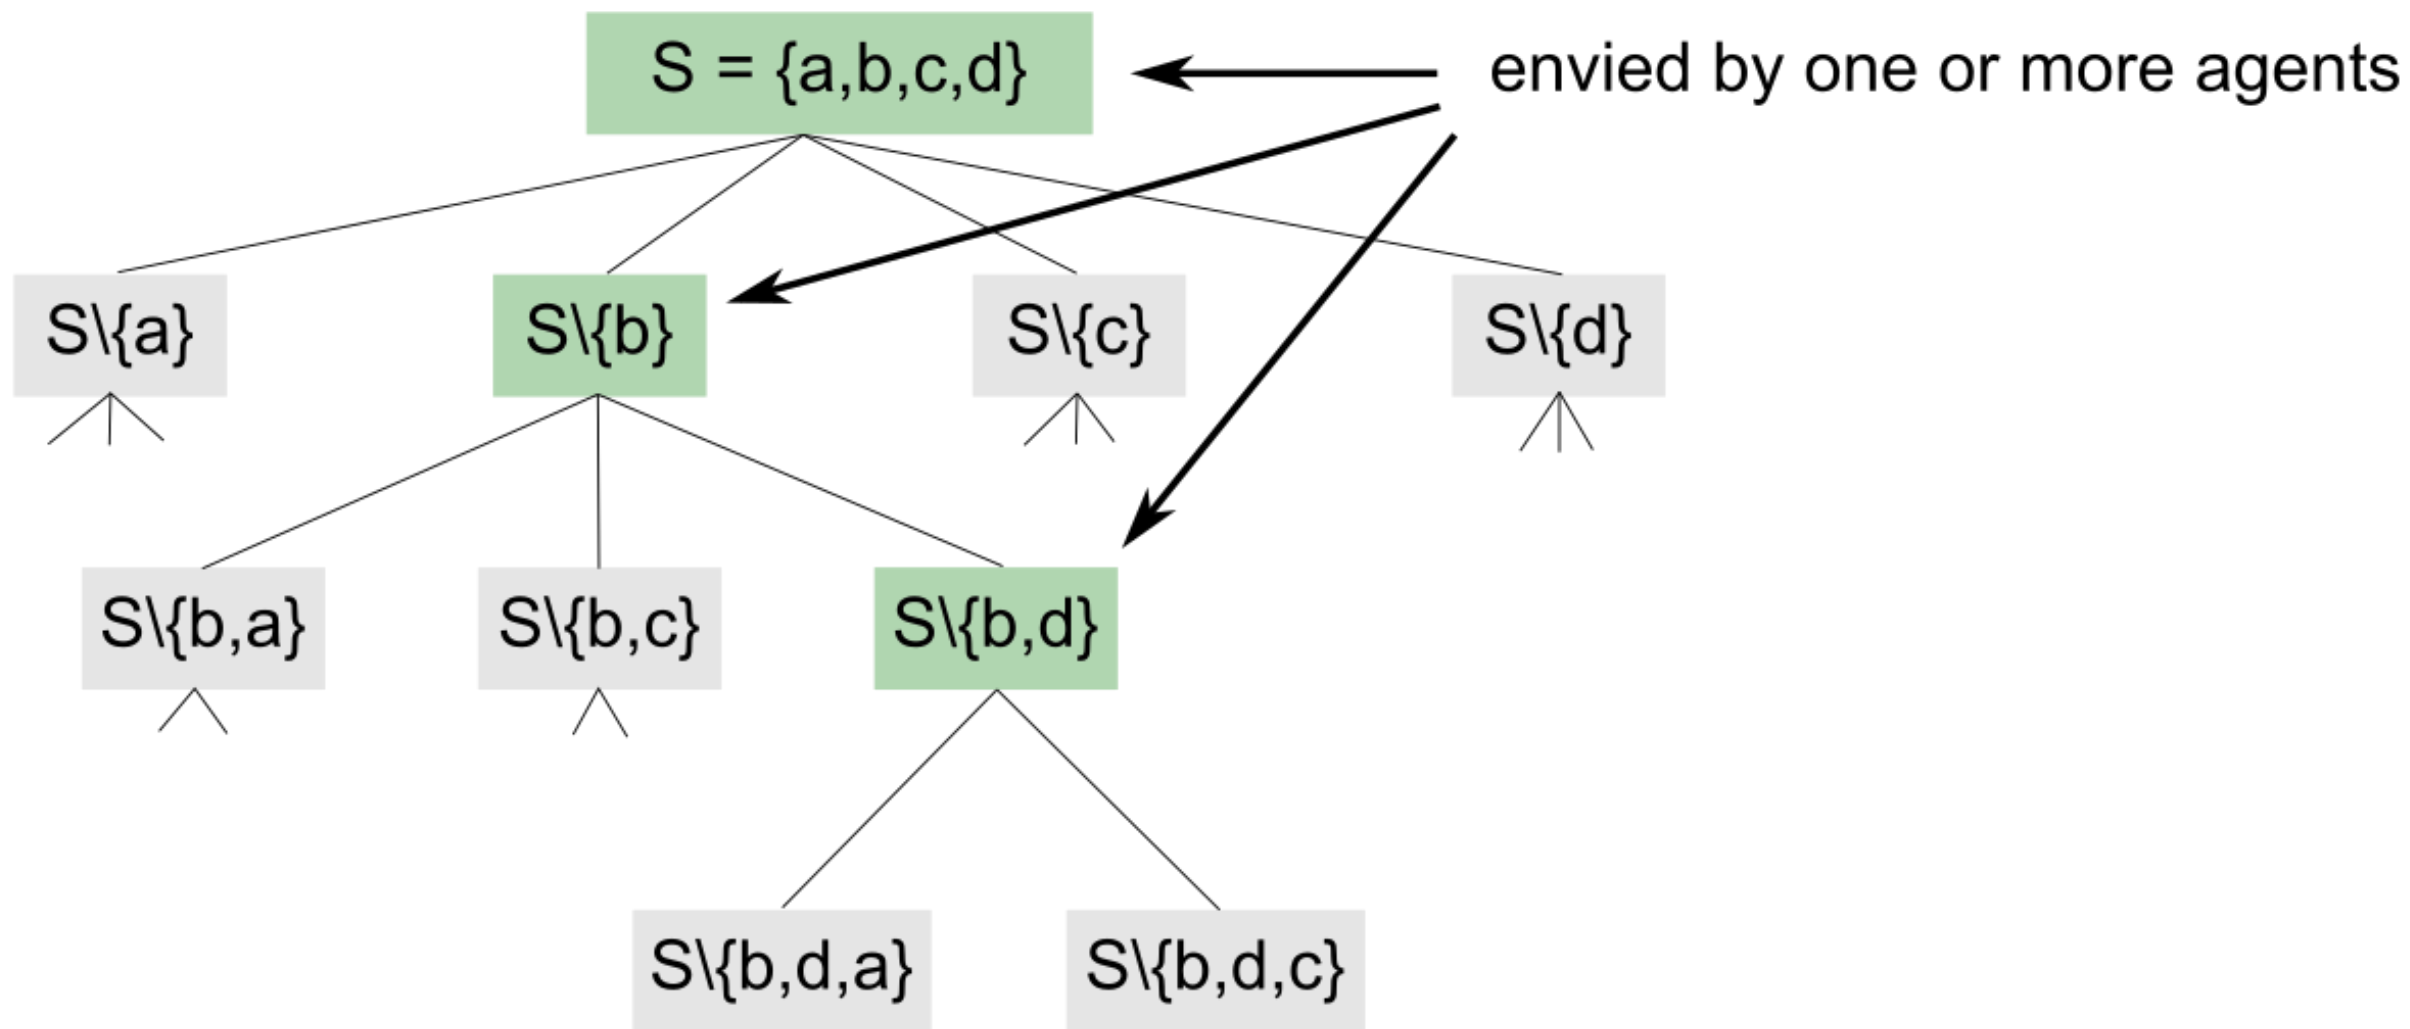 S = {a,b,c,d}
envied by one or more agents
S\{a}
S\{b}
S\{c}
S\{d}
S\{b,a}
S\{b,c}
S\{b,d}
S\{b,d,a}
S\{b,d,c}